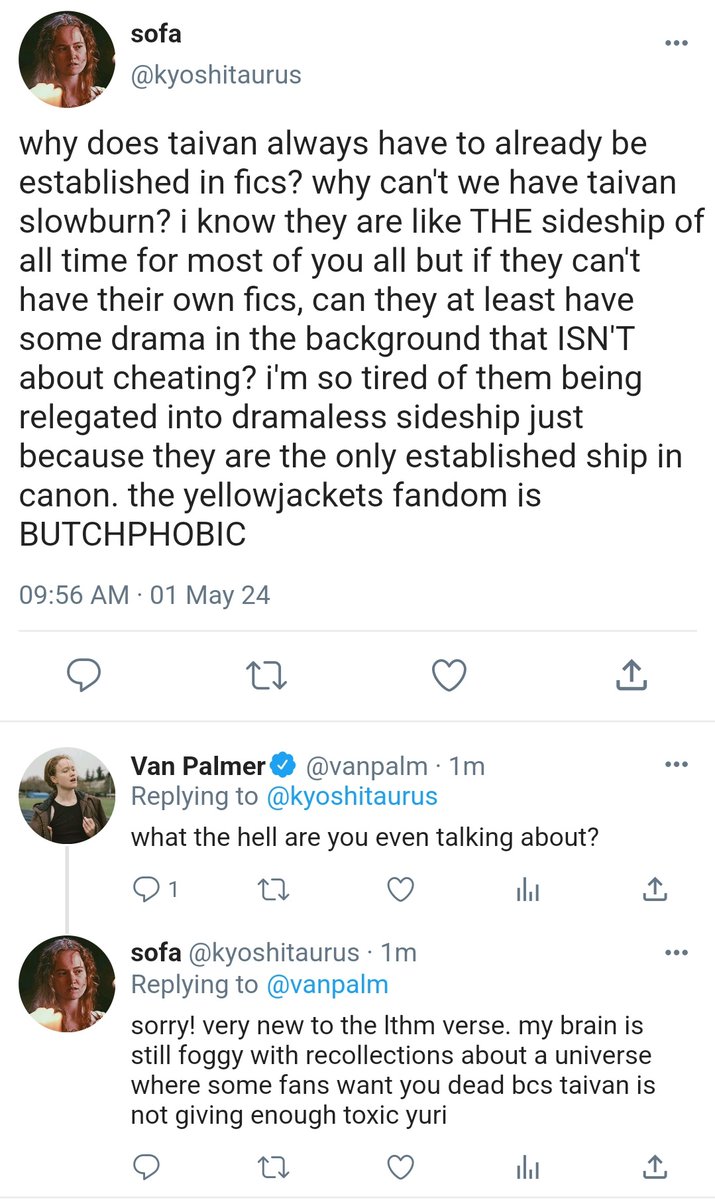 sofa
@kyoshitaurus
why does taivan always have to already be
established in fics? why can't we have taivan
slowburn? i know they are like THE sideship of
all time for most of you all but if they can't
have their own fics, can they at least have
some drama in the background that ISN'T
about cheating? i'm so tired of them being
relegated into dramaless sideship just
because they are the only established ship in
canon. the yellowjackets fandom is
BUTCHPHOBIC
09:56 AM · 01 May 24
Van Palmer @vanpalm · 1m
Replying to @kyoshitaurus
what the hell are you even talking about?
1
sofa @kyoshitaurus · 1m
Replying to @vanpalm
sorry! very new to the lthm verse. my brain is
still foggy with recollections about a universe
where some fans want you dead bcs taivan is
not giving enough toxic yuri